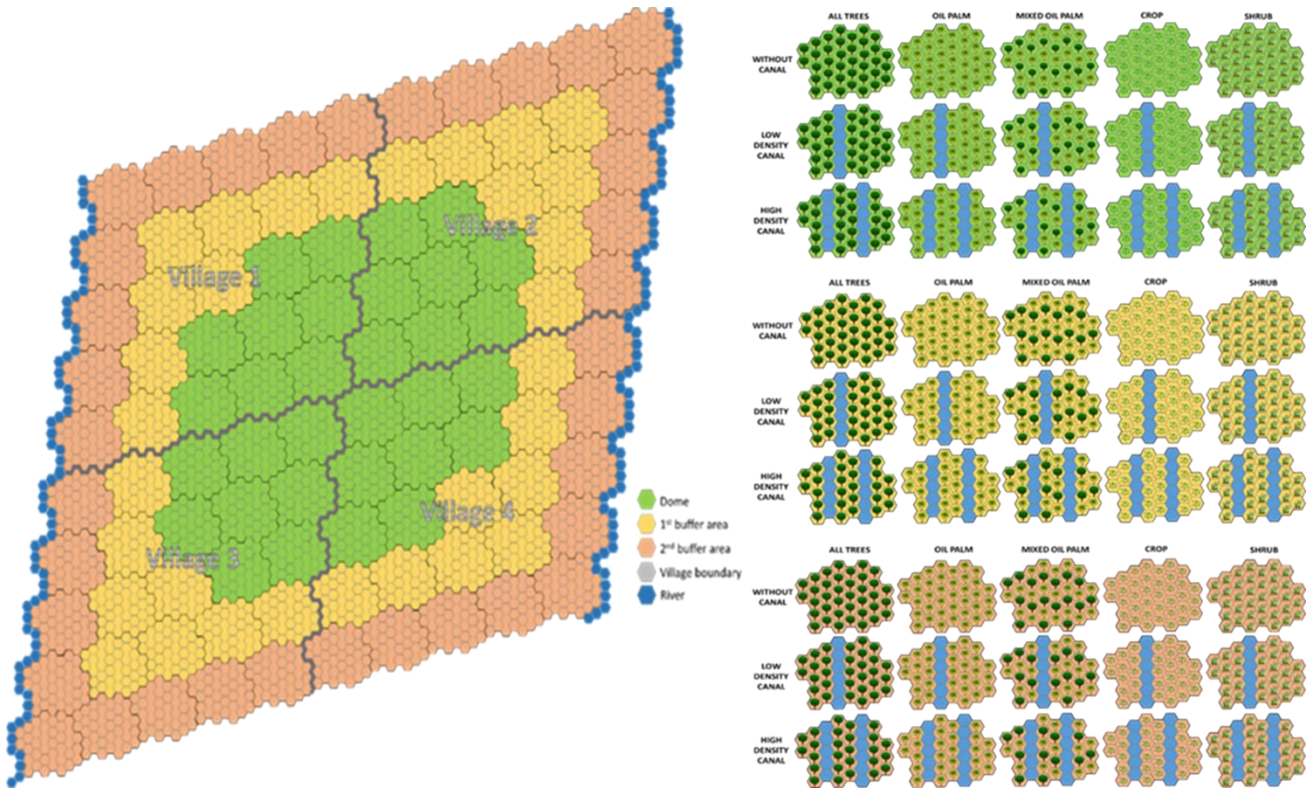 Village 1
Village 2
Village 3
Village 4
Dome
1st buffer area
2nd buffer area
Village boundary
River
ALL TREES OIL PALM MIXED OIL PALM CROP SHRUB
WITHOUT
CANAL
LOW
DENSITY
CANAL
HIGH
DENSITY
CANAL
ALL TREES OIL PALM MIXED OIL PALM CROP SHRUB
WITHOUT
CANAL
LOW
DENSITY
CANAL
HIGH
DENSITY
CANAL
ALL TREES OIL PALM MIXED OIL PALM CROP SHRUB
WITHOUT
CANAL
LOW
DENSITY
CANAL
HIGH
DENSITY
CANAL